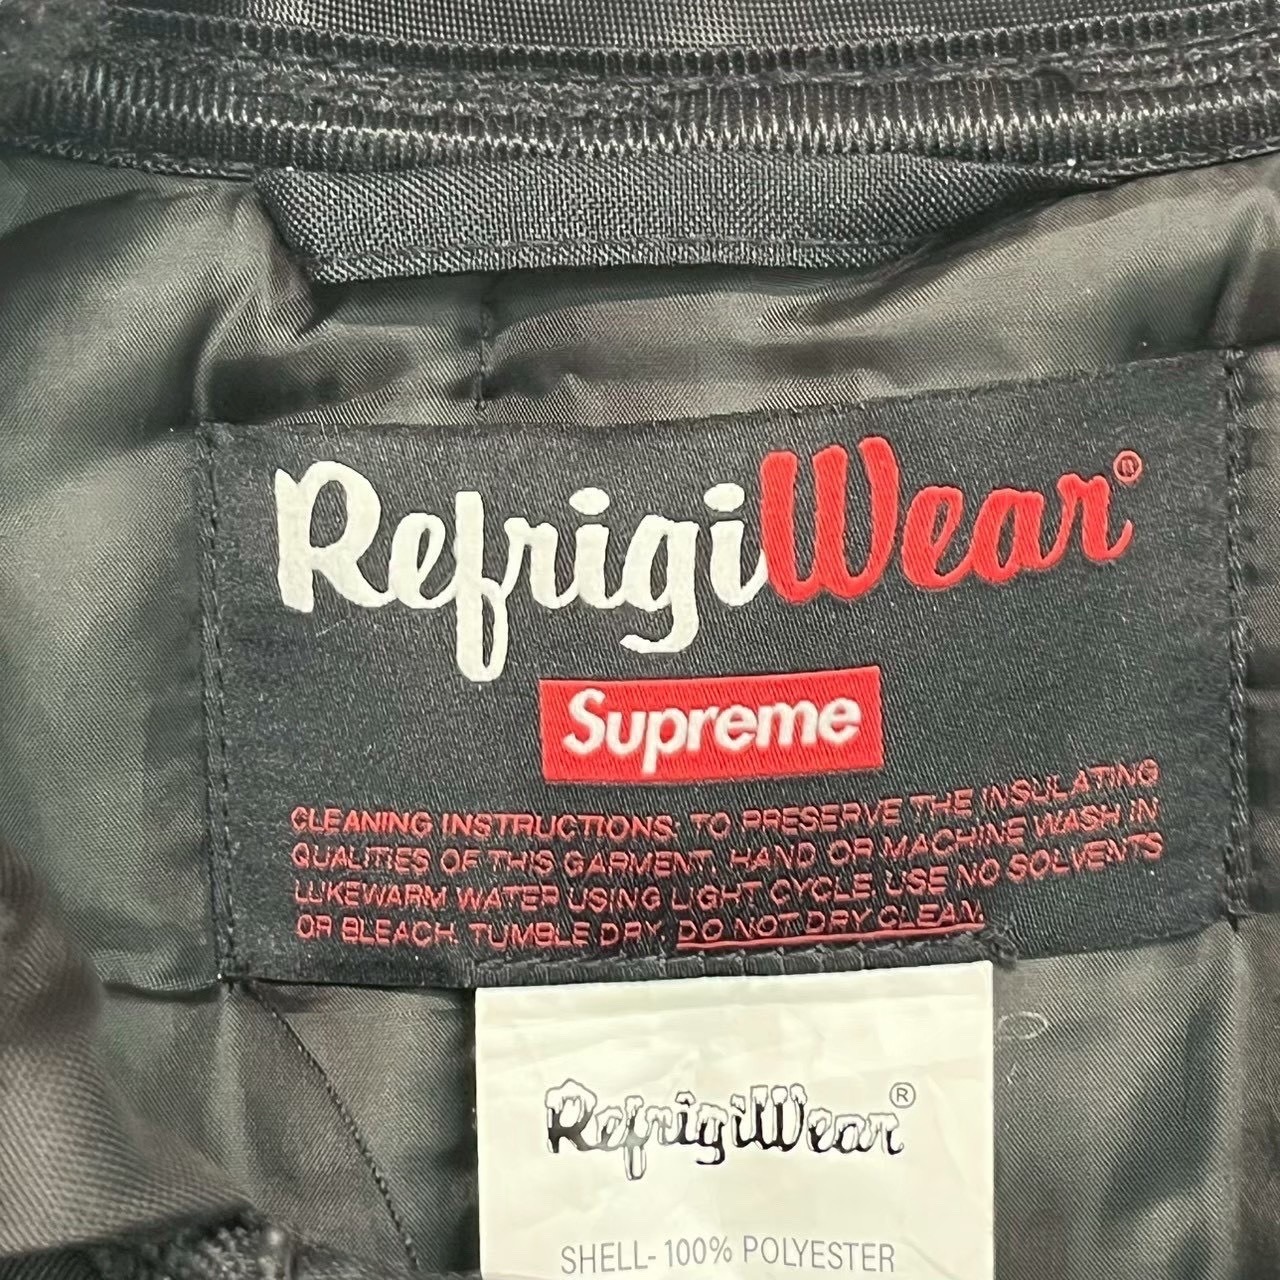 RefrigiWear®
Supreme
CLEANING INSTRUCTIONS: TO PRESERVE THE INSULATING
QUALITIES OF THIS GARMENT, HAND OR MACHINE WASH IN
LUKEWARM WATER USING LIGHT CYCLE. USE NO SOLVENTS
OR BLEACH. TUMBLE DRY. DO NOT DRY CLEAN.
RefrigiWear®
SHELL- 100% POLYESTER